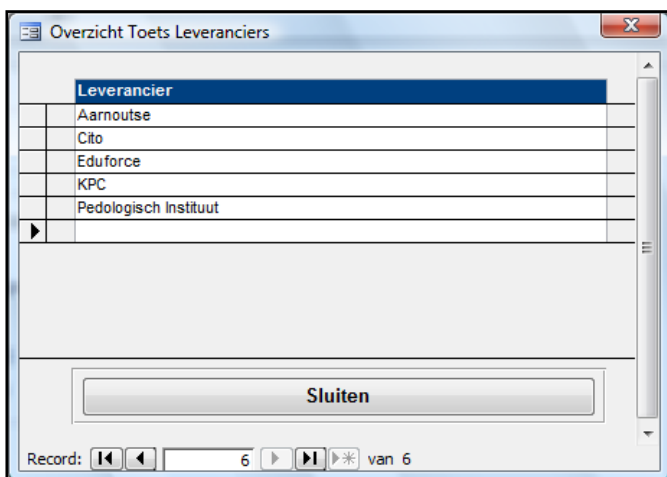 Overzicht Toets Leveranciers
Leverancier
Aarnoutse
Cito
Eduforce
KPC
Pedologisch Instituut
Sluiten
Record: 6 van 6